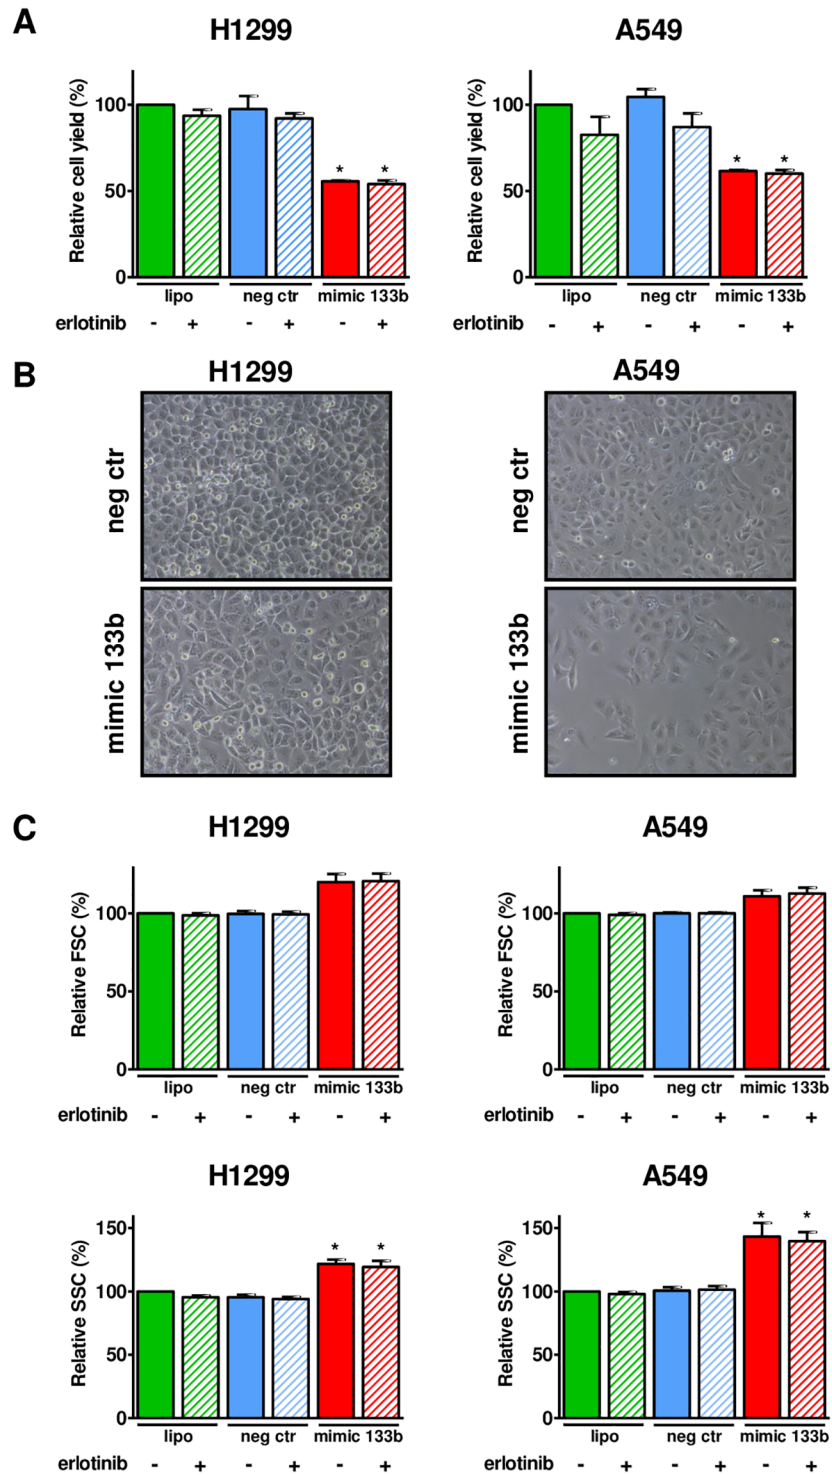 A
H1299
A549
Relative cell yield (%)
100
50
0
*
*
lipo
neg ctr
mimic 133b
erlotinib
-
+
-
+
-
+
Relative cell yield (%)
100
50
0
*
*
lipo
neg ctr
mimic 133b
erlotinib
-
+
-
+
-
+
B
H1299
A549
neg ctr
neg ctr
mimic 133b
mimic 133b
C
H1299
A549
Relative FSC (%)
100
50
0
lipo
neg ctr
mimic 133b
erlotinib
-
+
-
+
-
+
Relative FSC (%)
100
50
0
lipo
neg ctr
mimic 133b
erlotinib
-
+
-
+
-
+
H1299
A549
Relative SSC (%)
150
100
50
0
*
*
lipo
neg ctr
mimic 133b
erlotinib
-
+
-
+
-
+
Relative SSC (%)
150
100
50
0
*
*
lipo
neg ctr
mimic 133b
erlotinib
-
+
-
+
-
+